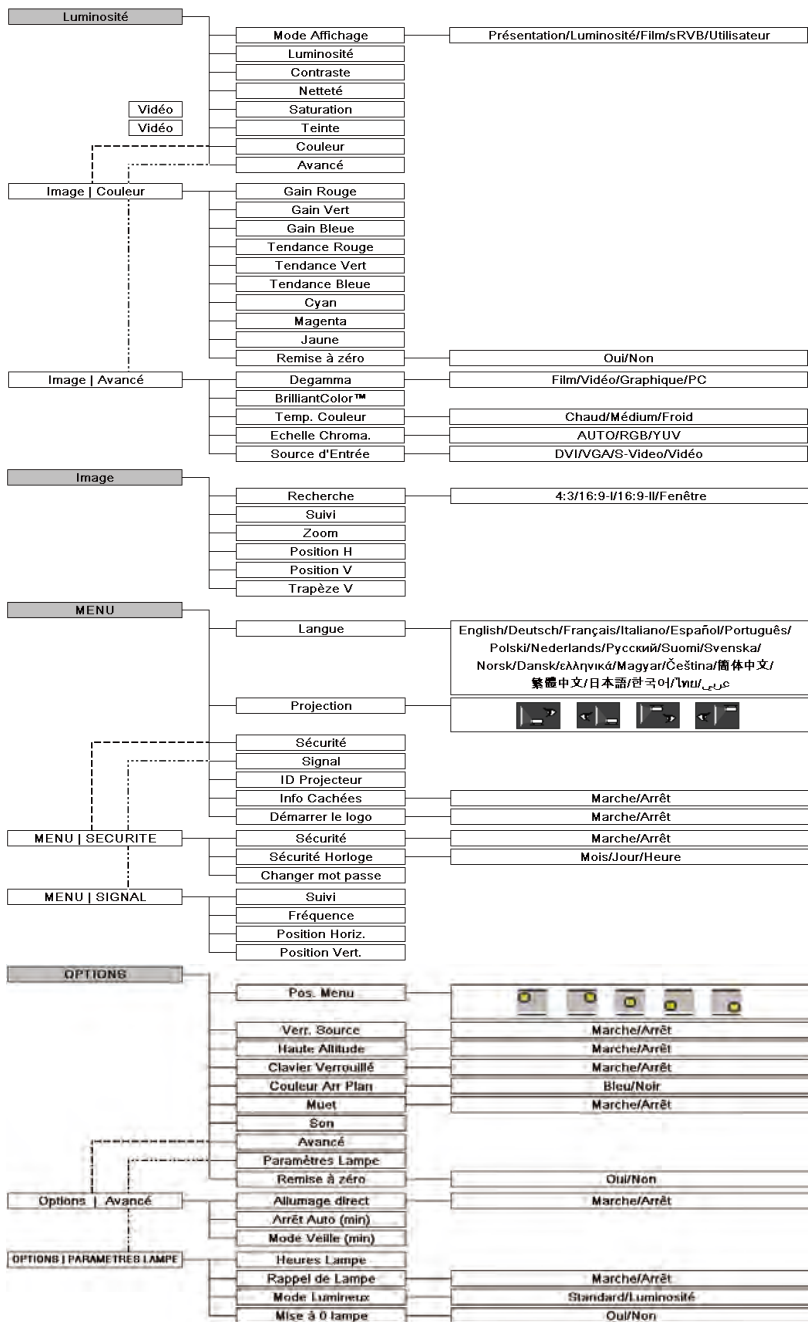 Luminosité
Mode Affichage Présentation/Luminosité/Film/sRVB/Utilisateur
Luminosité
Contraste
Netteté
Vidéo Saturation
Vidéo Teinte
Couleur
Avancé
Image | Couleur Gain Rouge
Gain Vert
Gain Bleue
Tendance Rouge
Tendance Vert
Tendance Bleue
Cyan
Magenta
Jaune
Remise à zéro Oui/Non
Image | Avancé Degamma Film/Vidéo/Graphique/PC
BrilliantColor™
Temp. Couleur Chaud/Médium/Froid
Echelle Chroma. AUTO/RGB/YUV
Source d'Entrée DVI/VGA/S-Video/Vidéo
Image
Recherche 4:3/16:9-I/16:9-II/Fenêtre
Suivi
Zoom
Position H
Position V
Trapèze V
MENU
Langue English/Deutsch/Français/Italiano/Español/Português/
Polski/Nederlands/Русский/Suomi/Svenska/
Norsk/Dansk/ελληνικά/Magyar/Čeština/簡体中文/
繁體中文/日本語/한국어/ไทย/عربي
Projection
Sécurité
Signal
ID Projecteur
Info Cachées Marche/Arrêt
Démarrer le logo Marche/Arrêt
MENU | SECURITE Sécurité Marche/Arrêt
Sécurité Horloge Mois/Jour/Heure
Changer mot passe
MENU | SIGNAL Suivi
Fréquence
Position Horiz.
Position Vert.
OPTIONS
Pos. Menu
Verr. Source Marche/Arrêt
Haute Altitude Marche/Arrêt
Clavier Verrouillé Marche/Arrêt
Couleur Arr Plan Bleu/Noir
Muet Marche/Arrêt
Son
Avancé
Paramètres Lampe
Remise à zéro Oui/Non
Options | Avancé Allumage direct Marche/Arrêt
Arrêt Auto (min)
Mode Veille (min)
OPTIONS | PARAMETRES LAMPE Heures Lampe
Rappel de Lampe Marche/Arrêt
Mode Lumineux Standard/Luminosité
Mise à 0 lampe Oui/Non